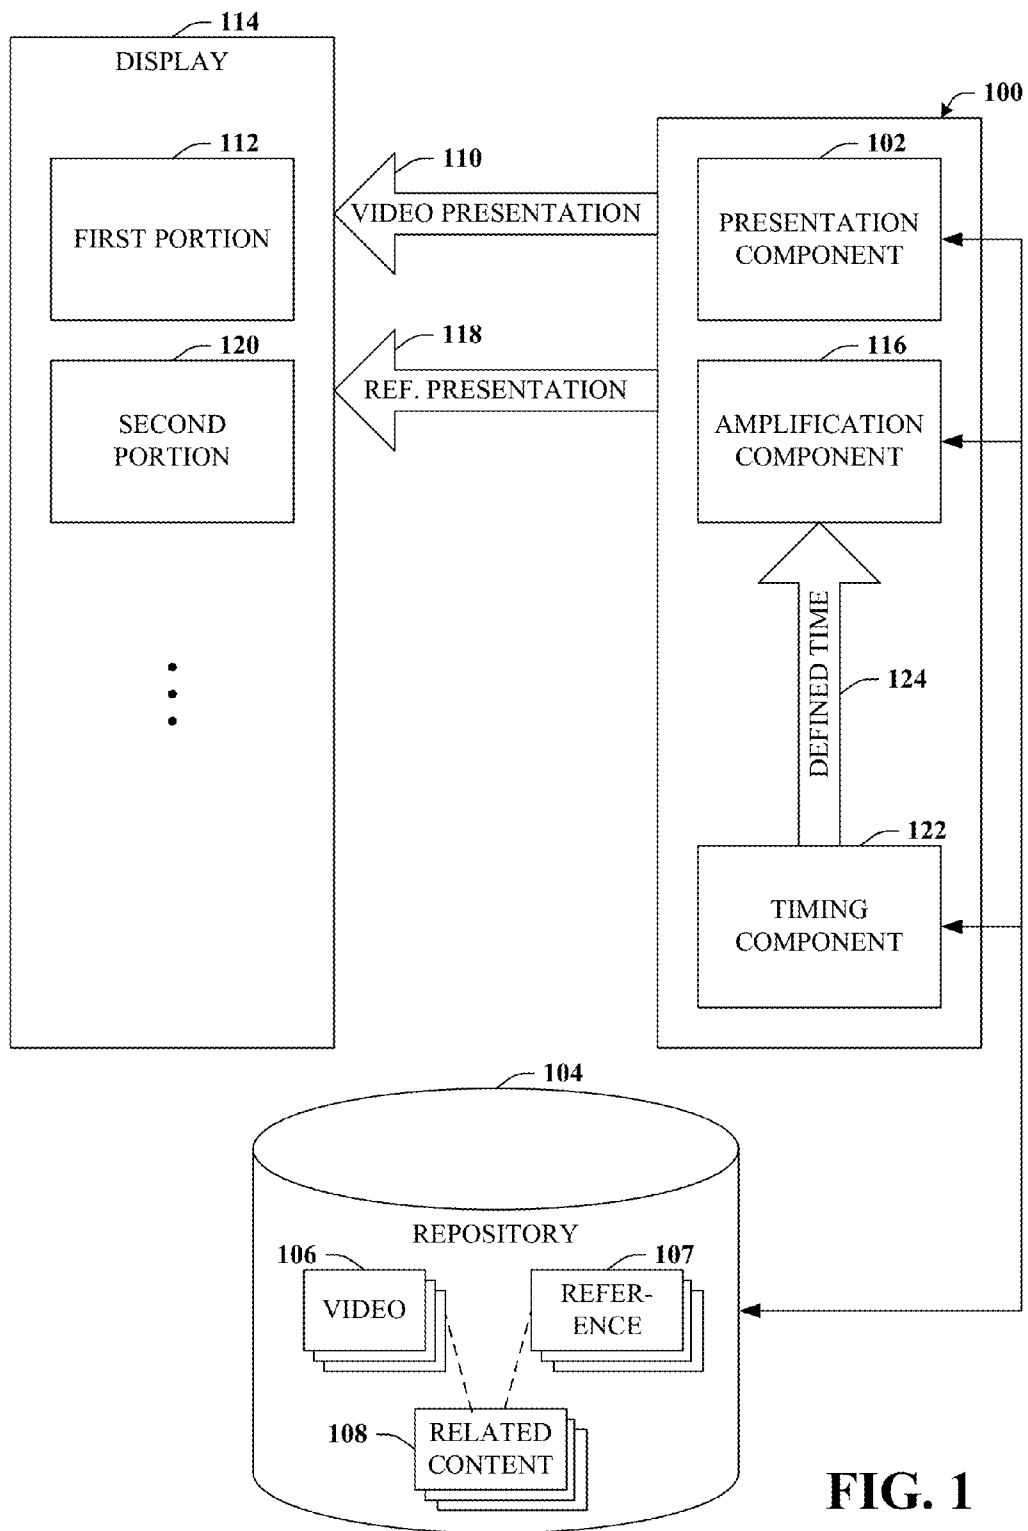 114
DISPLAY
100
112
FIRST PORTION
110
VIDEO PRESENTATION
102
PRESENTATION
COMPONENT
120
SECOND
PORTION
118
REF. PRESENTATION
116
AMPLIFICATION
COMPONENT
DEFINED TIME
124
122
TIMING
COMPONENT
104
REPOSITORY
106
VIDEO
107
REFER-
ENCE
108
RELATED
CONTENT
FIG. 1